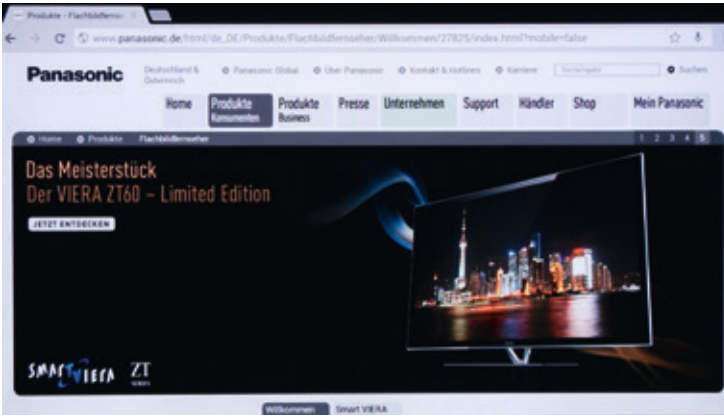 Produkte - Flachbildferns
www.panasonic.de/html/de_DE/Produkte/Flachbildfernseher/Willkommen/27825/index.html?mobile=false
Panasonic
Deutschland & Österreich
Panasonic Global
Über Panasonic
Kontakt & Hotlines
Karriere
Suchen
Home
Produkte
Konsumenten
Produkte
Business
Presse
Unternehmen
Support
Händler
Shop
Mein Panasonic
Home
Produkte
Flachbildfernseher
1 2 3 4 5
Das Meisterstück
Der VIERA ZT60 – Limited Edition
JETZT ENTDECKEN
SMART VIERA
ZT
SERIES
Willkommen
Smart VIERA